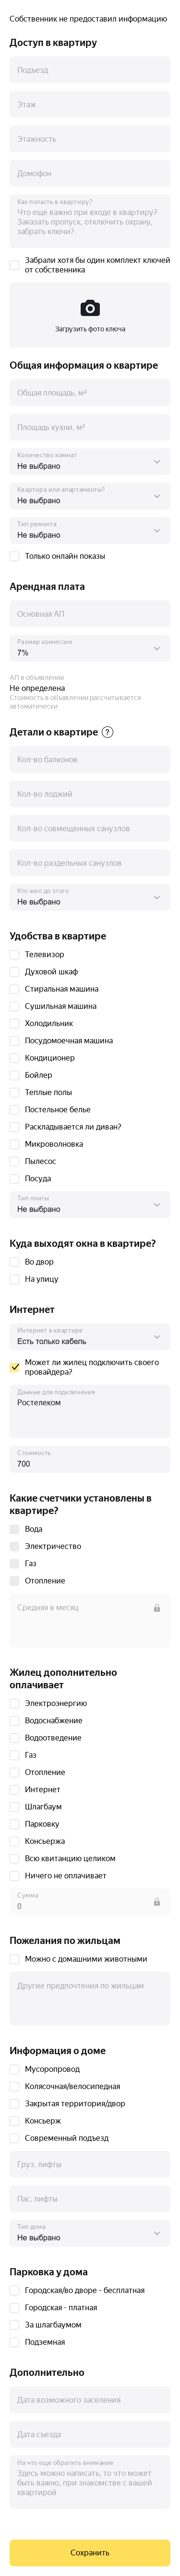 Собственник не предоставил информацию
Доступ в квартиру
Подъезд
Этаж
Этажность
Домофон
Как попасть в квартиру?
Что еще важно при входе в квартиру?
Заказать пропуск, отключить охрану,
забрать ключи?
Забрали хотя бы один комплект ключей
от собственника
Загрузить фото ключа
Общая информация о квартире
Общая площадь, м²
Площадь кухни, м²
Количество комнат
Не выбрано
Квартира или апартаменты?
Не выбрано
Тип ремонта
Не выбрано
Только онлайн показы
Арендная плата
Основная АП
Размер комиссии
7%
АП в объявлении
Не определена
Стоимость в объявлении рассчитывается
автоматически
Детали о квартире ?
Кол-во балконов
Кол-во лоджий
Кол-во совмещенных санузлов
Кол-во раздельных санузлов
Кто жил до этого
Не выбрано
Удобства в квартире
Телевизор
Духовой шкаф
Стиральная машина
Сушильная машина
Холодильник
Посудомоечная машина
Кондиционер
Бойлер
Теплые полы
Постельное белье
Раскладывается ли диван?
Микроволновка
Пылесос
Посуда
Тип плиты
Не выбрано
Куда выходят окна в квартире?
Во двор
На улицу
Интернет
Интернет в квартире
Есть только кабель
Может ли жилец подключить своего
провайдера?
Данные для подключения
Ростелеком
Стоимость
700
Какие счетчики установлены в
квартире?
Вода
Электричество
Газ
Отопление
Средняя в месяц
Жилец дополнительно
оплачивает
Электроэнергию
Водоснабжение
Водоотведение
Газ
Отопление
Интернет
Шлагбаум
Парковку
Консьержа
Всю квитанцию целиком
Ничего не оплачивает
Сумма
0
Пожелания по жильцам
Можно с домашними животными
Другие предпочтения по жильцам
Информация о доме
Мусоропровод
Колясочная/велосипедная
Закрытая территория/двор
Консьерж
Современный подъезд
Груз. лифты
Пас. лифты
Тип дома
Не выбрано
Парковка у дома
Городская/во дворе - бесплатная
Городская - платная
За шлагбаумом
Подземная
Дополнительно
Дата возможного заселения
Дата съезда
На что еще обратить внимание
Здесь можно написать, то что может
быть важно, при знакомстве с вашей
квартирой
Сохранить